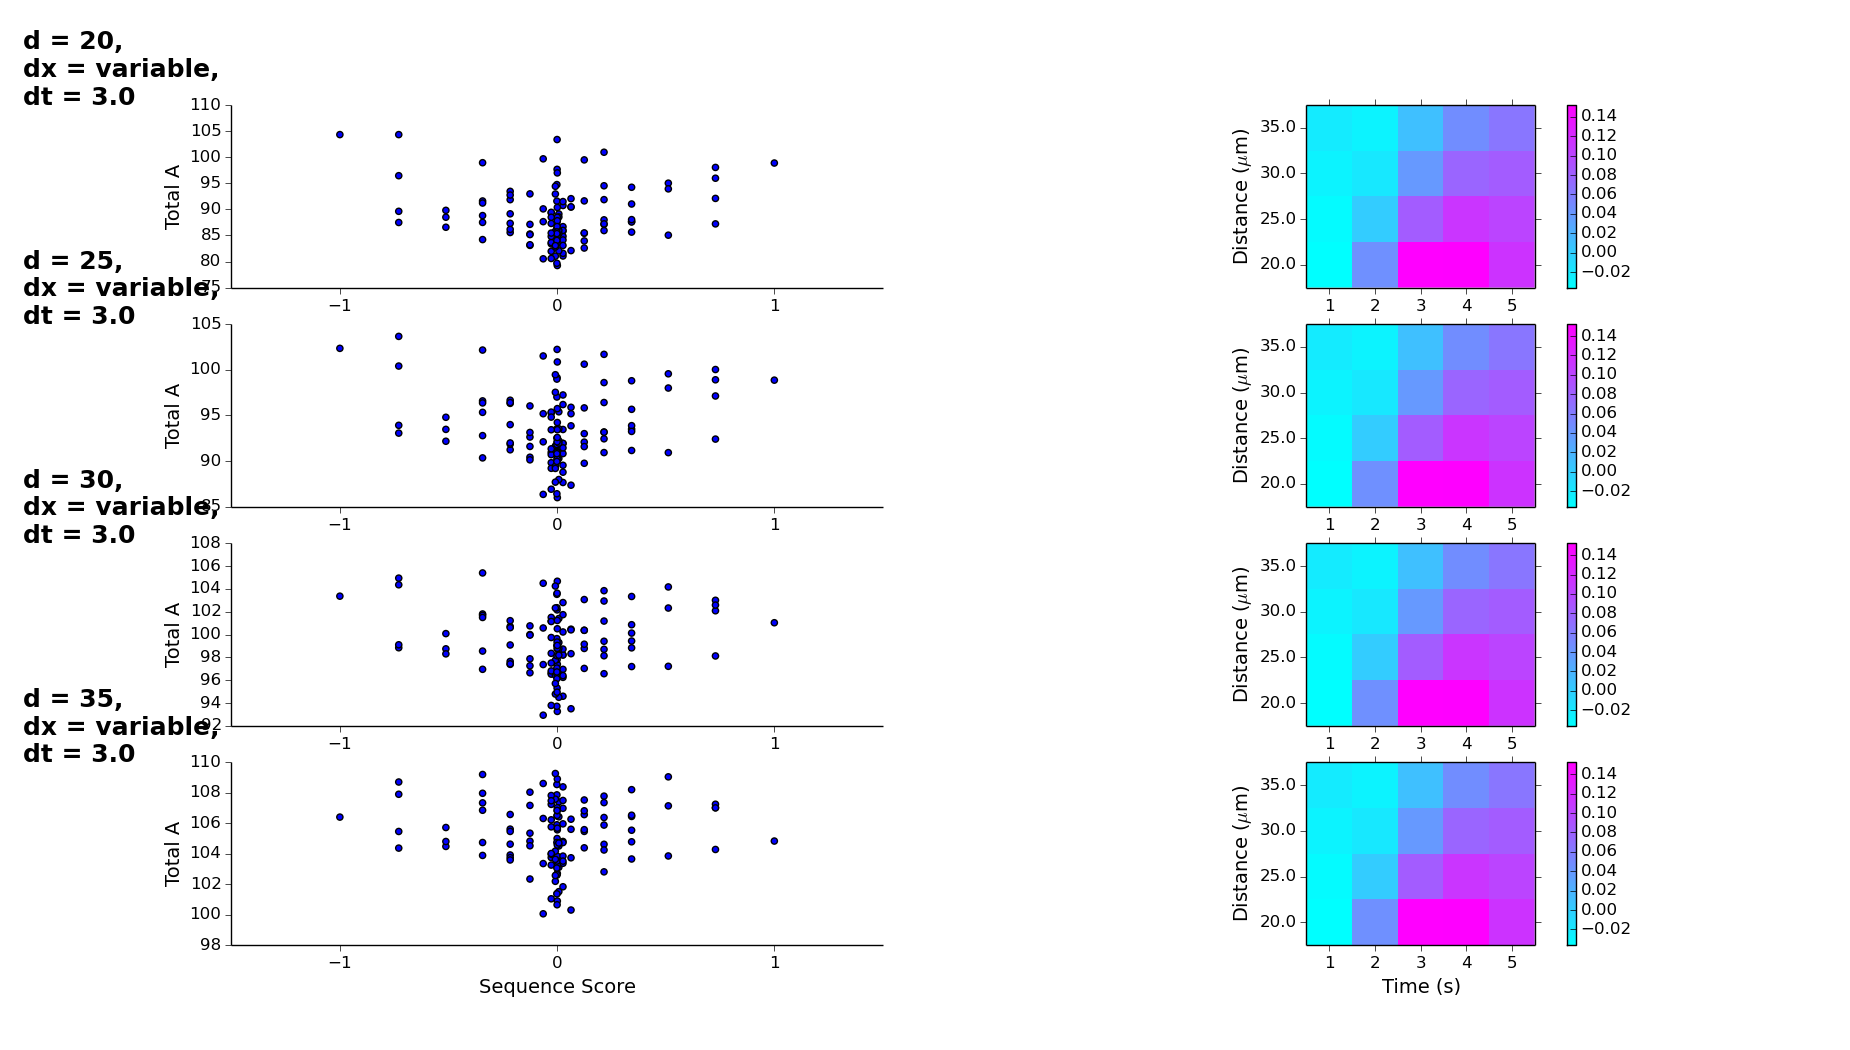 d = 20,
dx = variable,
dt = 3.0
110
105
100
95
90
85
80
75
Total A
−1 0 1
35.0
30.0
25.0
20.0
Distance (μm)
1 2 3 4 5
0.14
0.12
0.10
0.08
0.06
0.04
0.02
0.00
−0.02
d = 25,
dx = variable,
dt = 3.0
105
100
95
90
85
Total A
−1 0 1
35.0
30.0
25.0
20.0
Distance (μm)
1 2 3 4 5
0.14
0.12
0.10
0.08
0.06
0.04
0.02
0.00
−0.02
d = 30,
dx = variable,
dt = 3.0
108
106
104
102
100
98
96
94
92
Total A
−1 0 1
35.0
30.0
25.0
20.0
Distance (μm)
1 2 3 4 5
0.14
0.12
0.10
0.08
0.06
0.04
0.02
0.00
−0.02
d = 35,
dx = variable,
dt = 3.0
110
108
106
104
102
100
98
Total A
−1 0 1
Sequence Score
35.0
30.0
25.0
20.0
Distance (μm)
1 2 3 4 5
Time (s)
0.14
0.12
0.10
0.08
0.06
0.04
0.02
0.00
−0.02